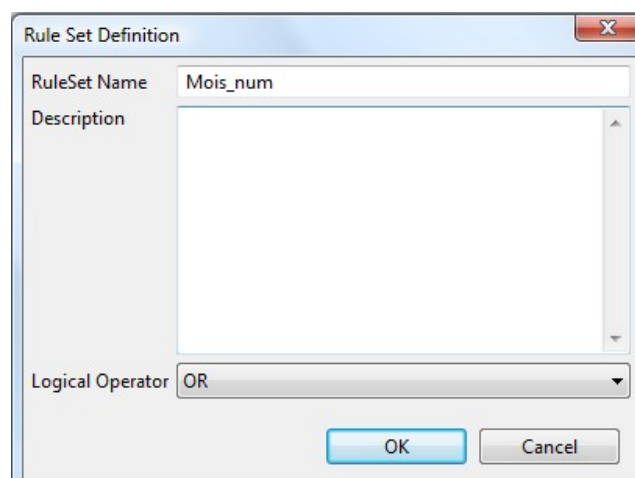 Rule Set Definition
RuleSet Name Mois_num
Description
Logical Operator OR
OK Cancel